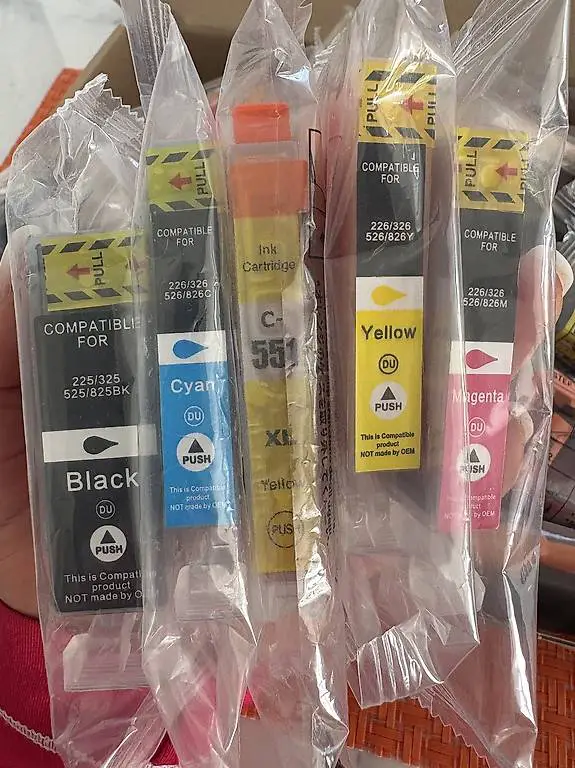 PULL
COMPATIBLE
FOR
225/325
525/825BK
Black
DU
PUSH
This is Compatible
product
NOT made by O
PULL
COMPATIBLE
FOR
226/326
526/826C
Cyan
DU
PUSH
This is Compatible
product
NOT made by OEM
Ink
Cartridge
C-
551
XL
Yellow
PUSH
PULL
PULL
COMPATIBLE
FOR
226/326
526/826Y
Yellow
DU
PUSH
This is Compatible product
NOT made by OEM
PULL
COMPATIBLE
FOR
226/326
526/826M
Magenta
DU
PUSH
This is Compatible
product
NOT made by OEM